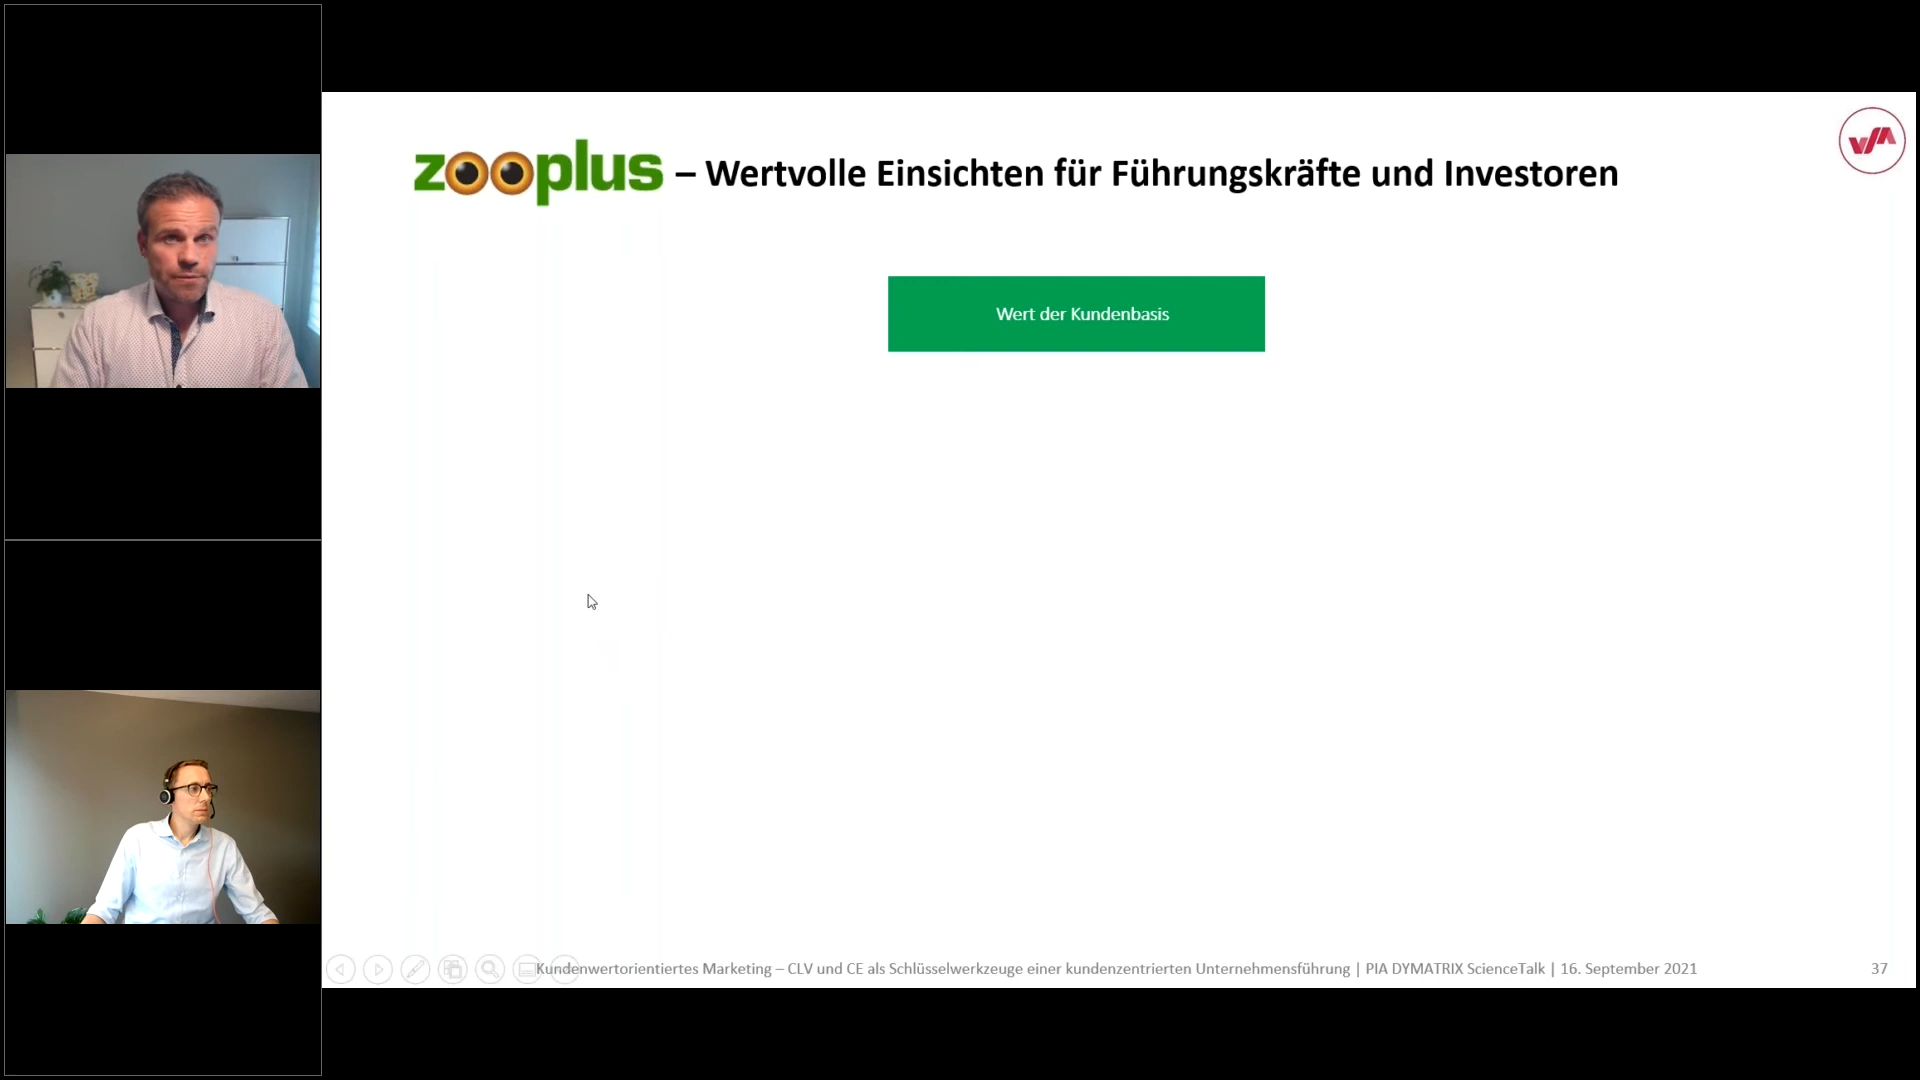 zooplus – Wertvolle Einsichten für Führungskräfte und Investoren
Wert der Kundenbasis
Kundenwertorientiertes Marketing – CLV und CE als Schlüsselwerkzeuge einer kundenzentrierten Unternehmensführung | PIA DYMATRIX ScienceTalk | 16. September 2021
37